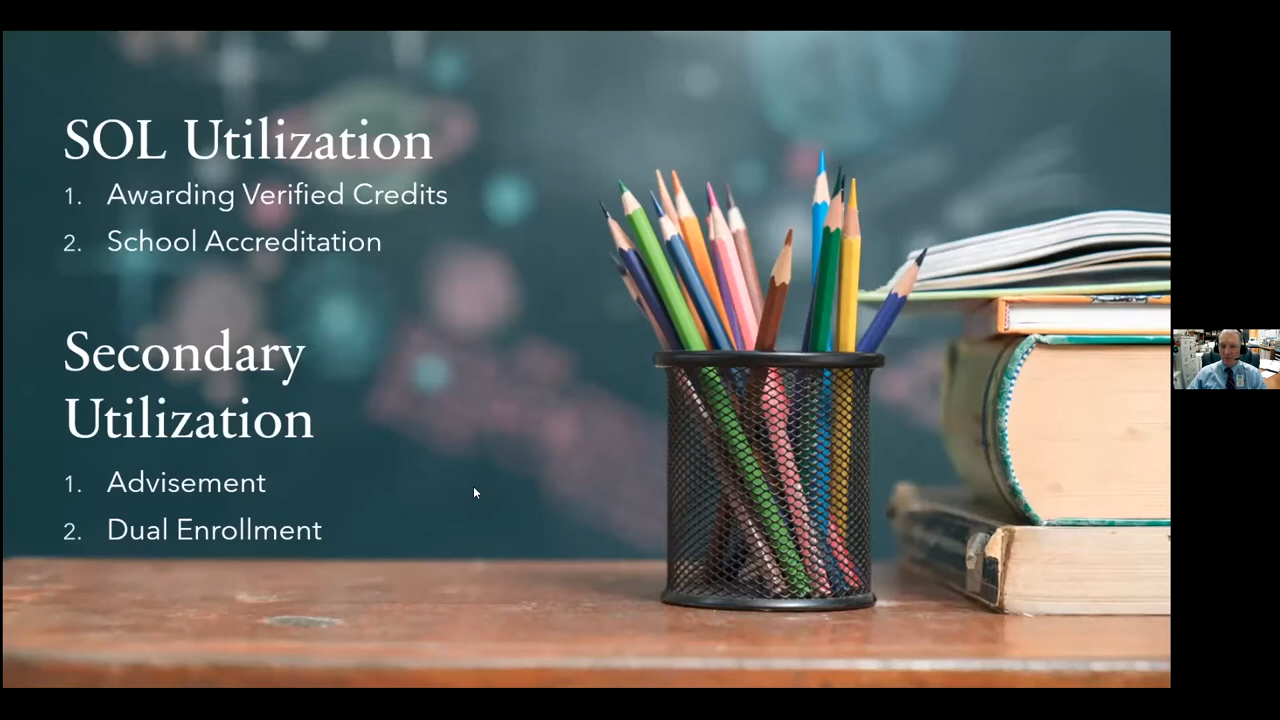 SOL Utilization
1. Awarding Verified Credits
2. School Accreditation
Secondary
Utilization
1. Advisement
2. Dual Enrollment